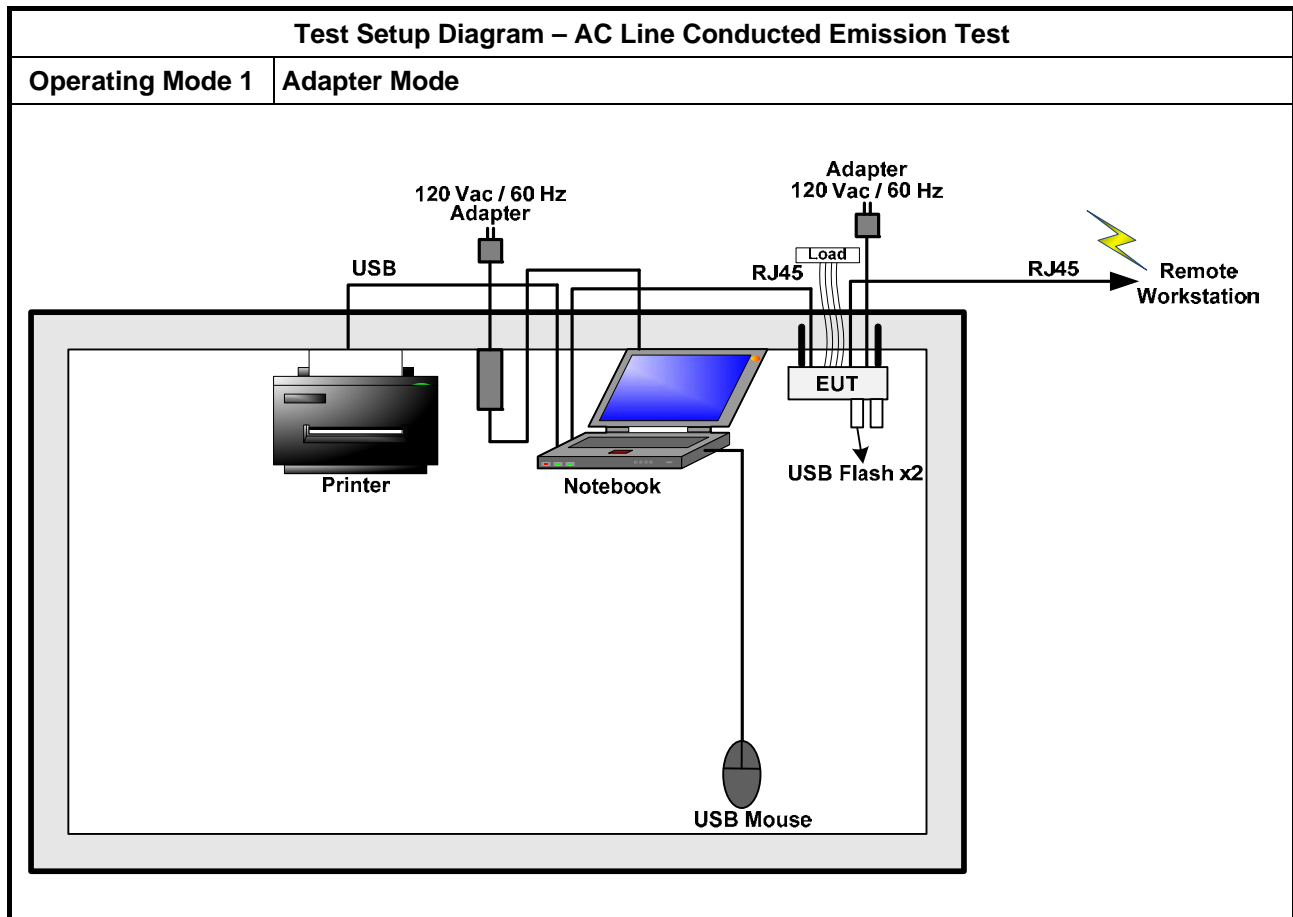 Test Setup Diagram – AC Line Conducted Emission Test
Operating Mode 1
Adapter Mode
120 Vac / 60 Hz
Adapter
Adapter
120 Vac / 60 Hz
USB
RJ45
Load
RJ45
Remote
Workstation
EUT
Printer
Notebook
USB Flash x2
USB Mouse